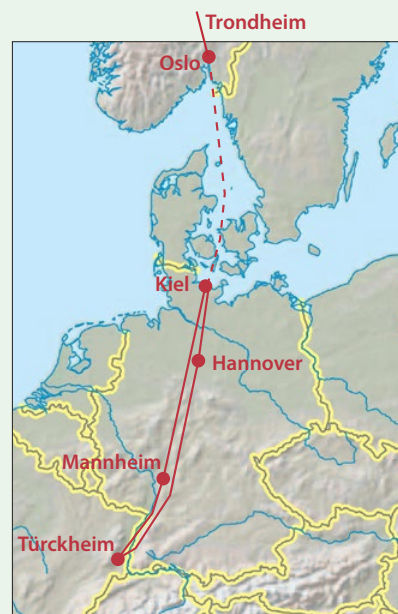 Trondheim
Oslo
Kiel
Hannover
Mannheim
Türckheim